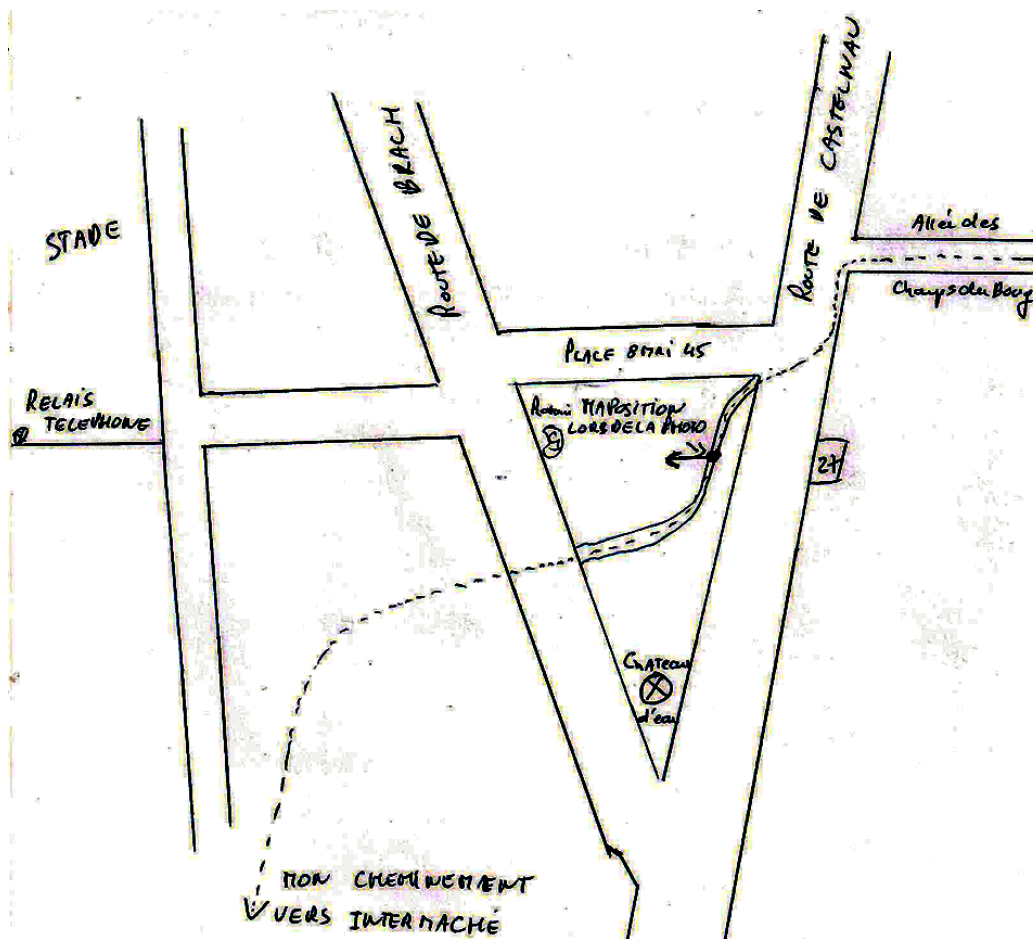 ROUTE DE BRACH
ROUTE DE CASTELNAU
STADE
Allée des
Champs du Bourg
PLACE 8 MAI 45
RELAIS
TELEPHONE
MA POSITION
LORS DE LA PHOTO
27
CHATeau
d'eau
MON CHEMINEMENT
VERS INTERMACHÉ